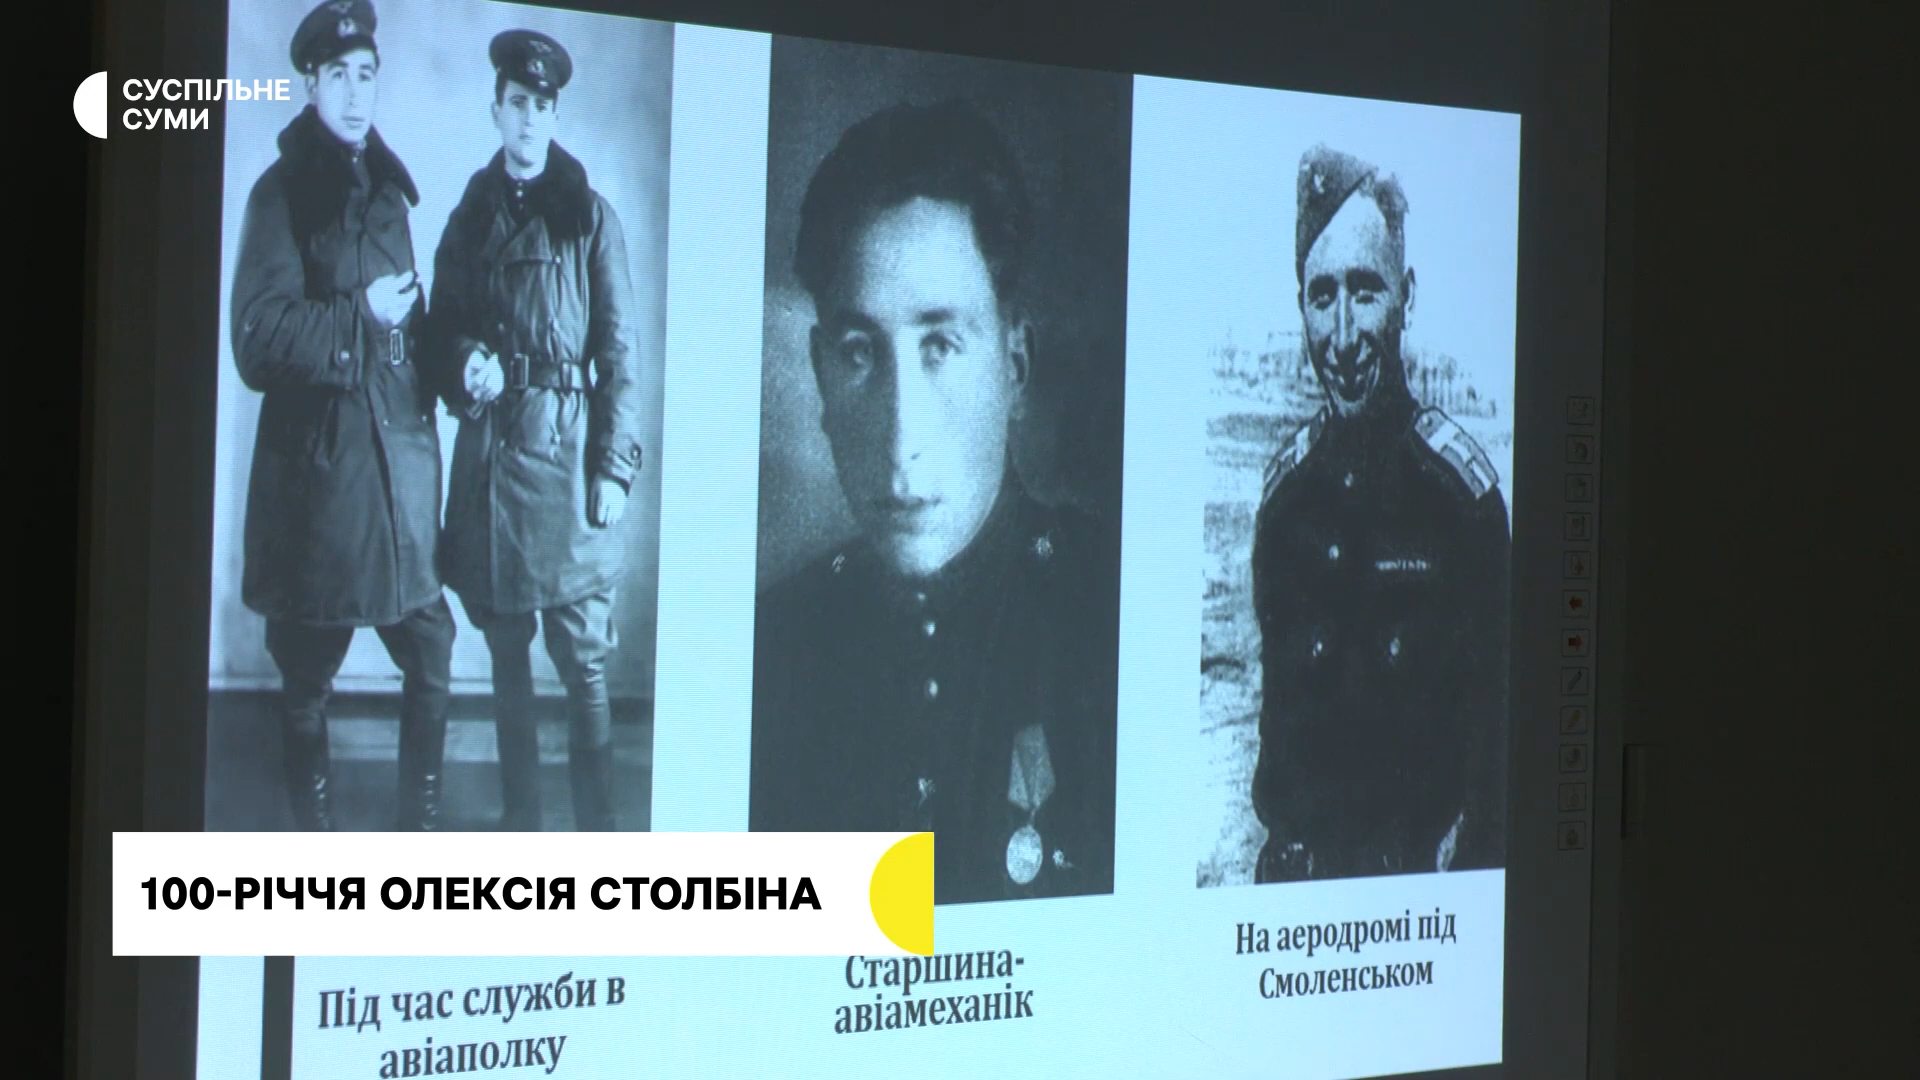 СУСПІЛЬНЕ
СУМИ
100-РІЧЧЯ ОЛЕКСІЯ СТОЛБІНА
Під час служби в
авіаполку
Старшина-
авіамеханік
На аеродромі під
Смоленськом